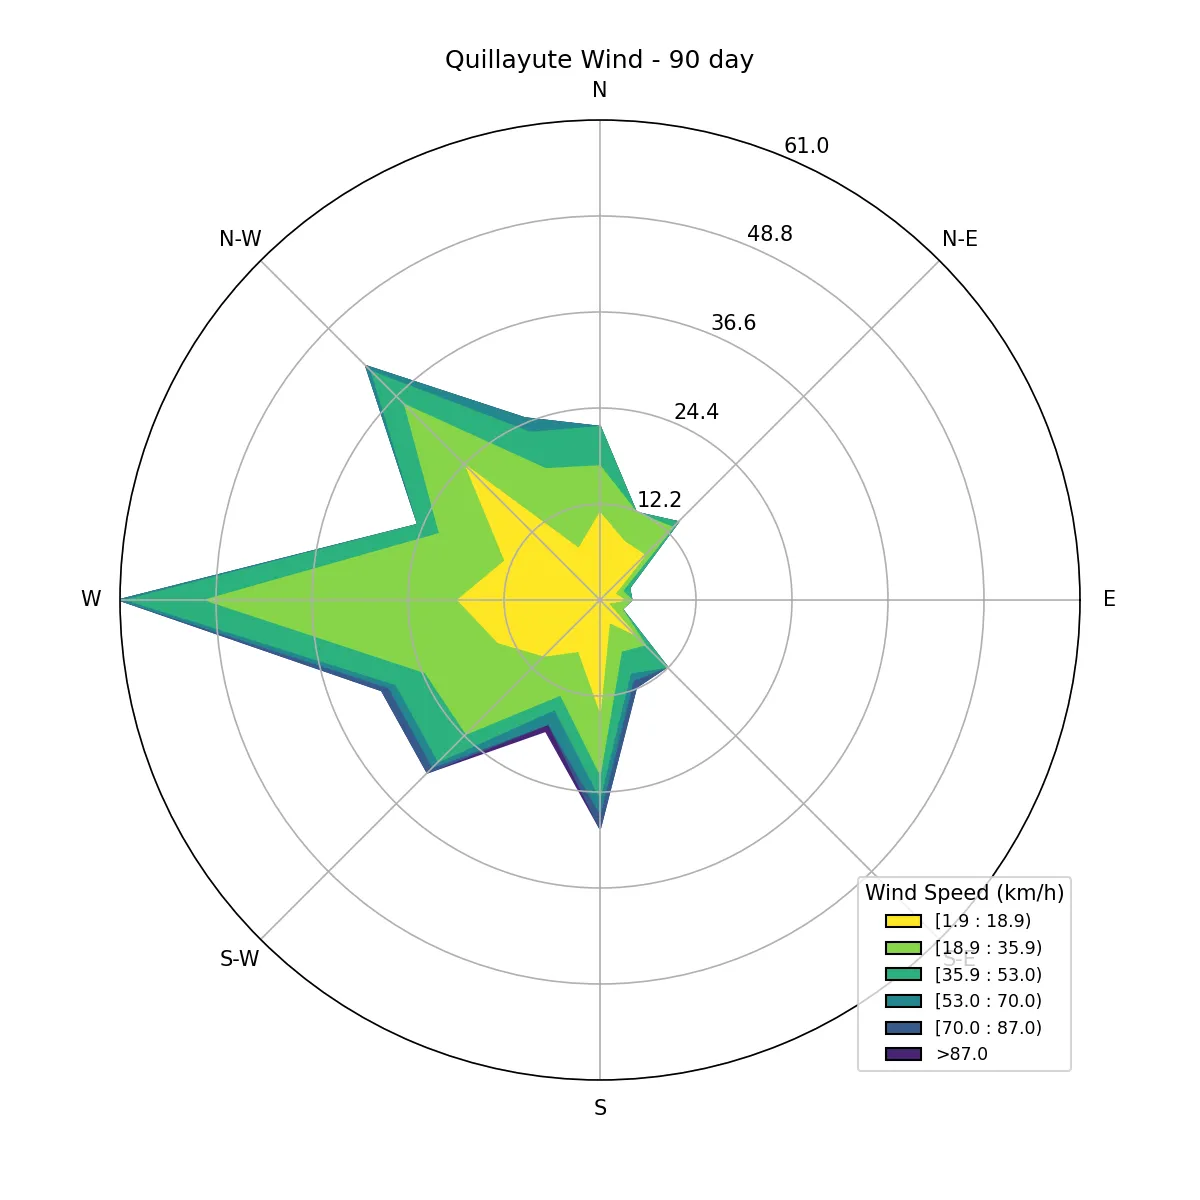 Quillayute Wind - 90 day
N
61.0
48.8
N-W
N-E
36.6
24.4
12.2
W
E
Wind Speed (km/h)
[1.9 : 18.9)
[18.9 : 35.9)
S-W
S-E
[35.9 : 53.0)
[53.0 : 70.0)
[70.0 : 87.0)
>87.0
S